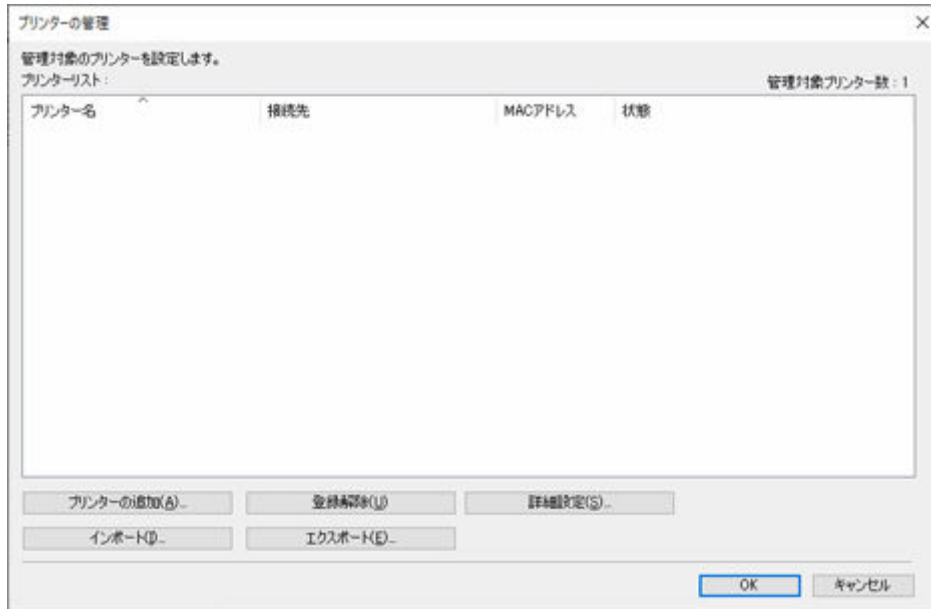 プリンターの管理
管理対象のプリンターを設定します。
プリンターリスト:
管理対象プリンター数:1
プリンター名 接続先 MACアドレス 状態
プリンターの追加(A)... 登録解除(U) 詳細設定(S)...
インポート(I)... エクスポート(E)...
OK キャンセル